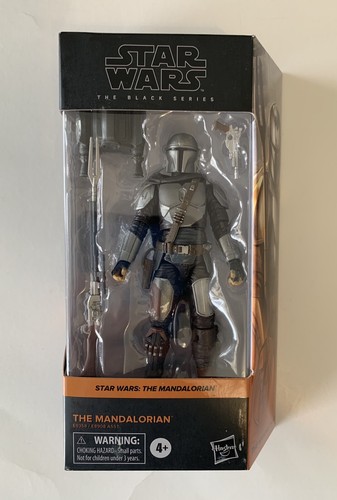 STAR
WARS
THE BLACK SERIES
STAR WARS: THE MANDALORIAN
THE MANDALORIAN
WARNING:
CHOKING HAZARD-Small parts.
Not for children under 3 years.
4+
Hasbro